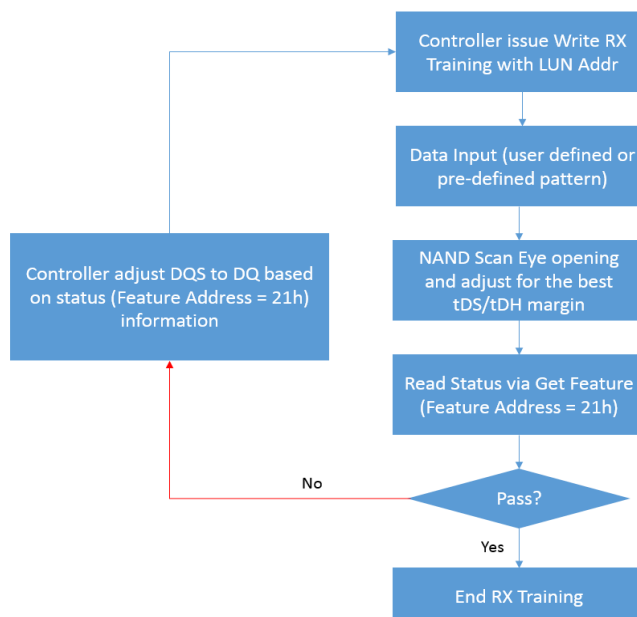 Controller issue Write RX
Training with LUN Addr
Data Input (user defined or
pre-defined pattern)
NAND Scan Eye opening
and adjust for the best
tDS/tDH margin
Controller adjust DQS to DQ based
on status (Feature Address = 21h)
information
Read Status via Get Feature
(Feature Address = 21h)
No
Pass?
Yes
End RX Training